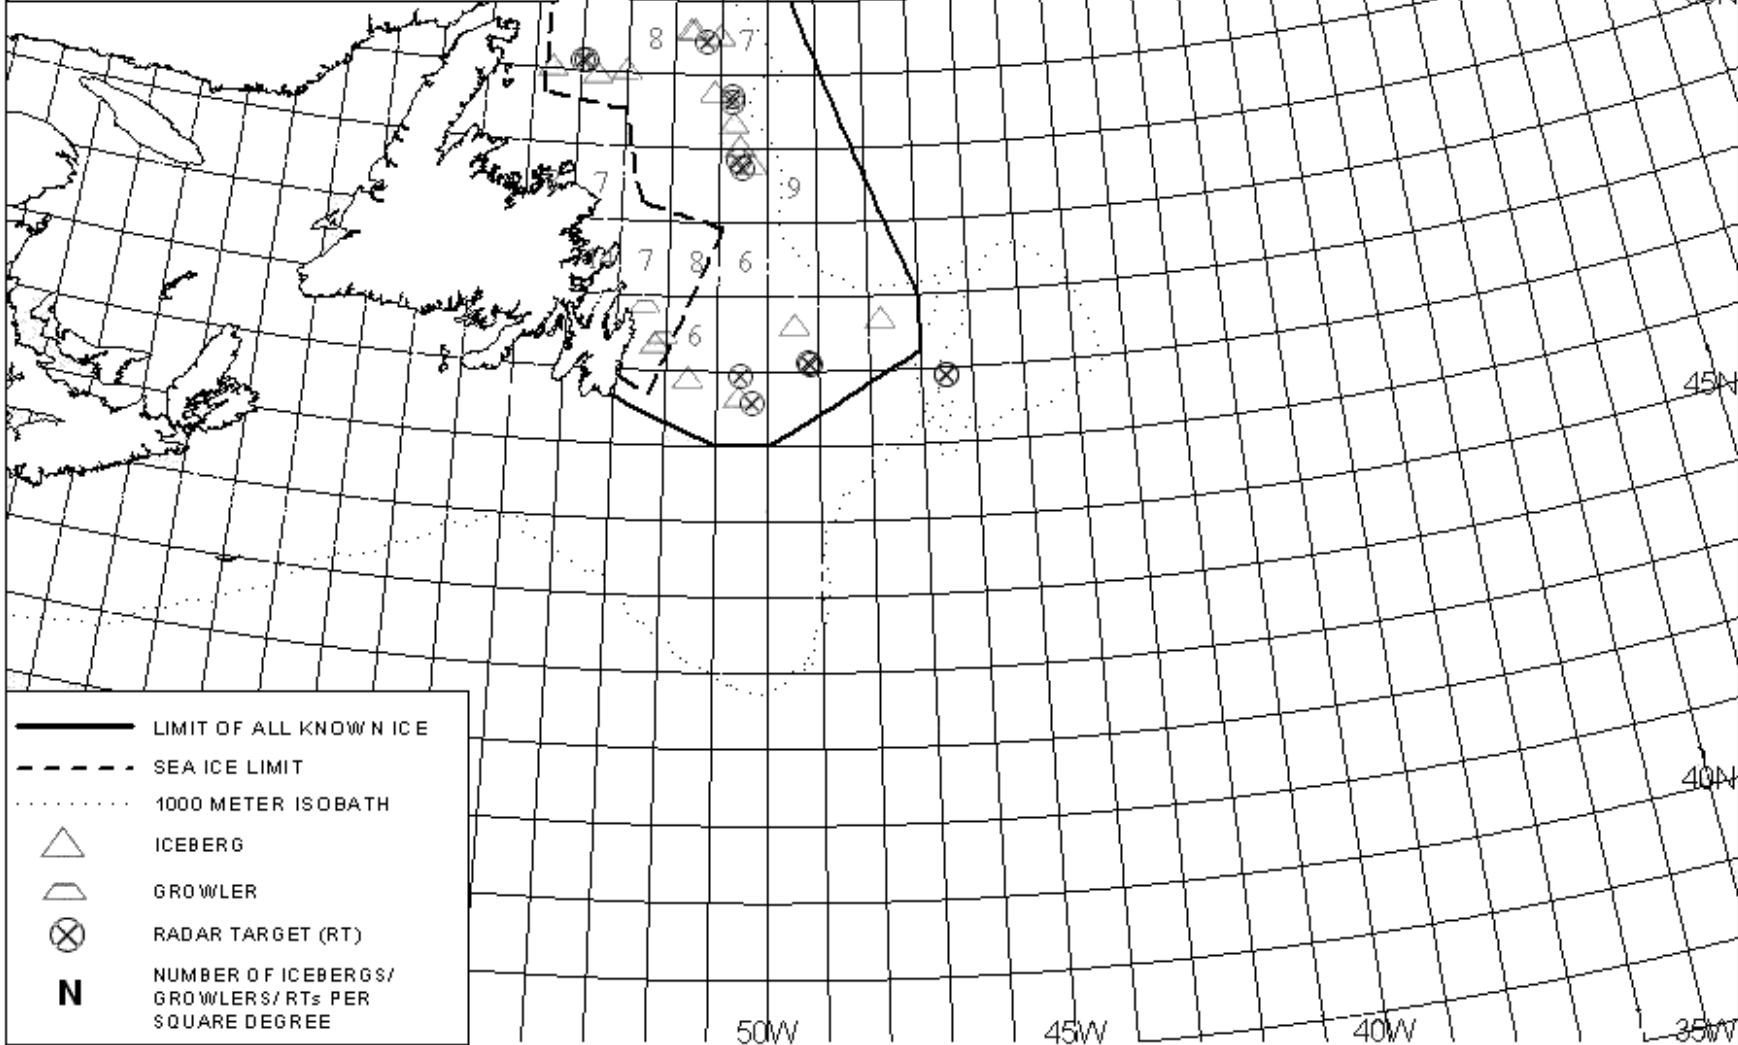 8
7
7
9
7
8
6
6
45N
40N
LIMIT OF ALL KNOWN ICE
SEA ICE LIMIT
1000 METER ISOBATH
ICEBERG
GROWLER
RADAR TARGET (RT)
N
NUMBER OF ICEBERGS/
GROWLERS/RTs PER
SQUARE DEGREE
50W
45W
40W
35W